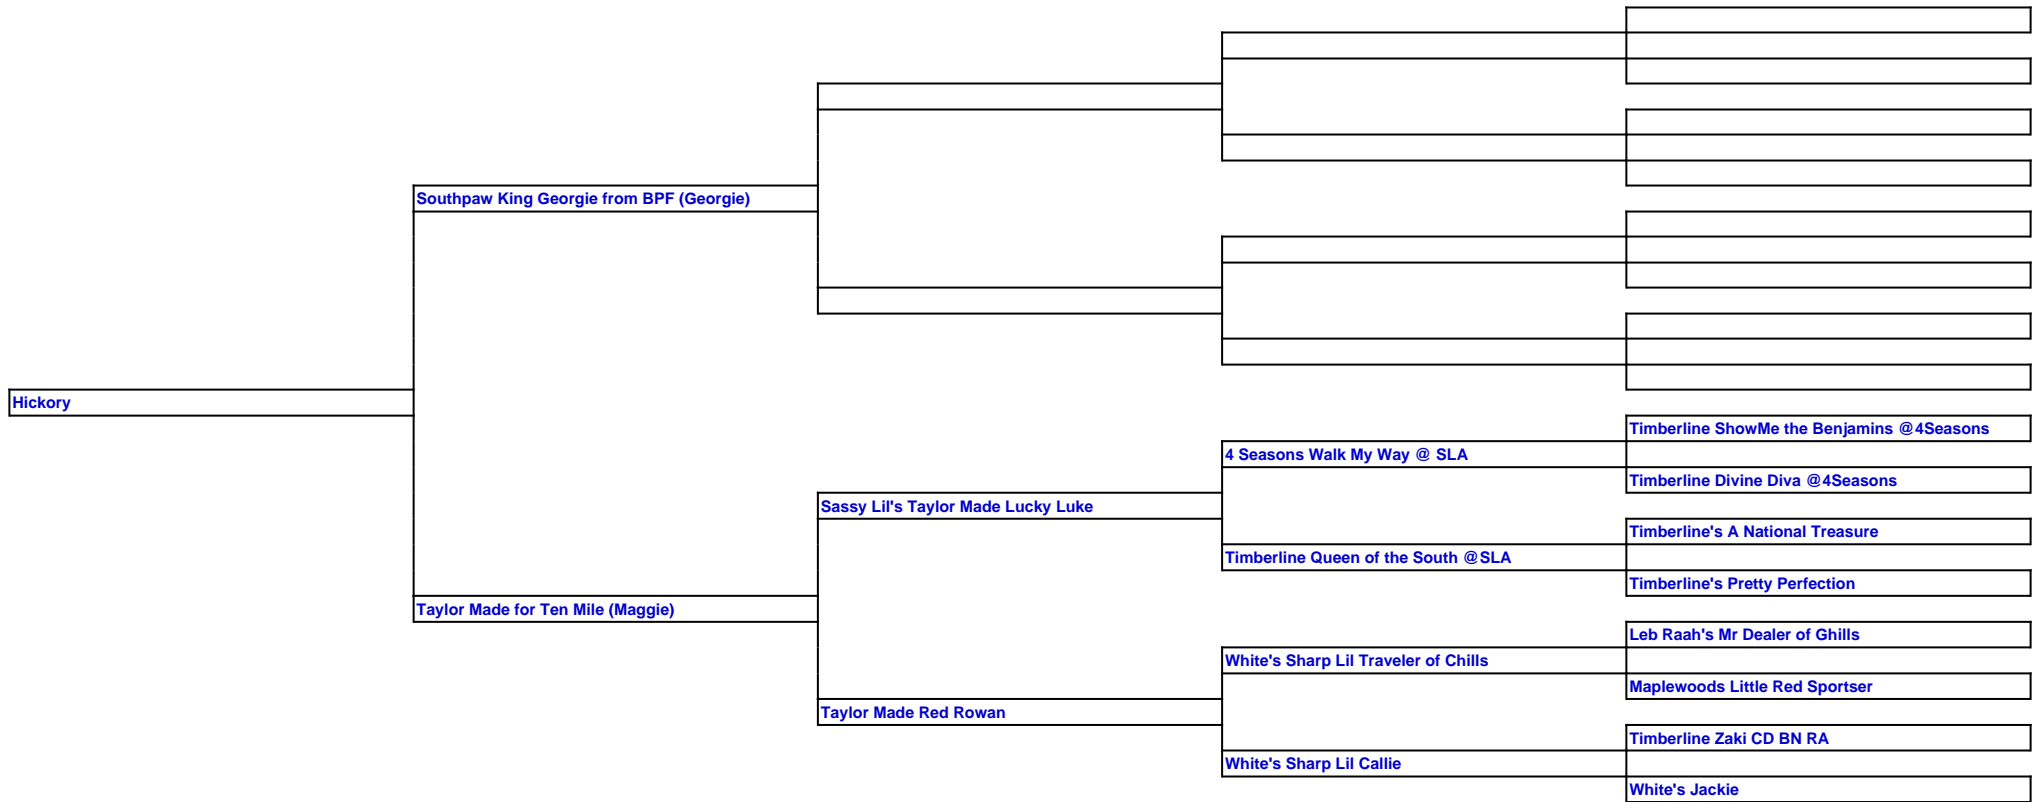 Southpaw King Georgie from BPF (Georgie)
Hickory
Timberline ShowMe the Benjamins @4Seasons
4 Seasons Walk My Way @ SLA
Timberline Divine Diva @4Seasons
Sassy Lil's Taylor Made Lucky Luke
Timberline's A National Treasure
Timberline Queen of the South @SLA
Timberline's Pretty Perfection
Taylor Made for Ten Mile (Maggie)
Leb Raah's Mr Dealer of Ghills
White's Sharp Lil Traveler of Chills
Maplewoods Little Red Sportser
Taylor Made Red Rowan
Timberline Zaki CD BN RA
White's Sharp Lil Callie
White's Jackie